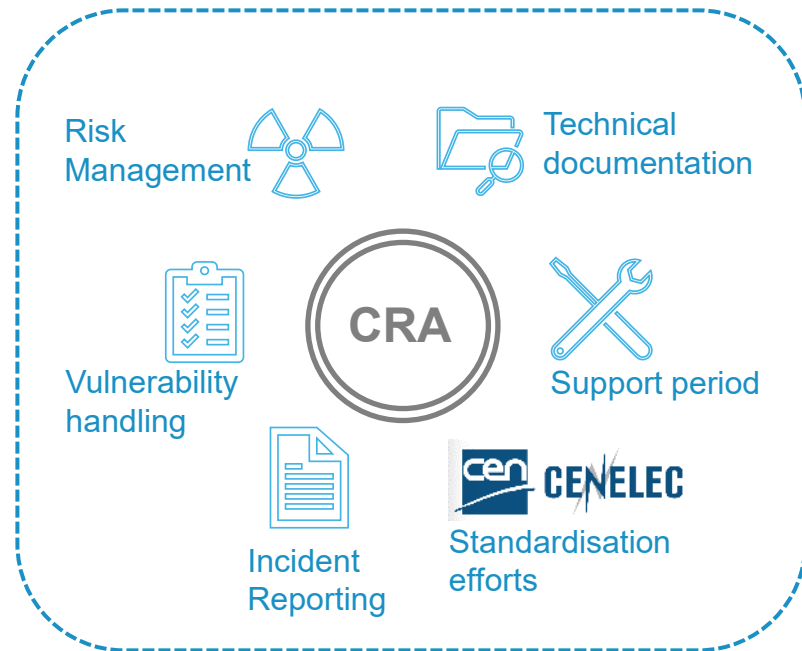 Risk
Management
Technical
documentation
CRA
Vulnerability
handling
Support period
Incident
Reporting
cen CENELEC
Standardisation
efforts